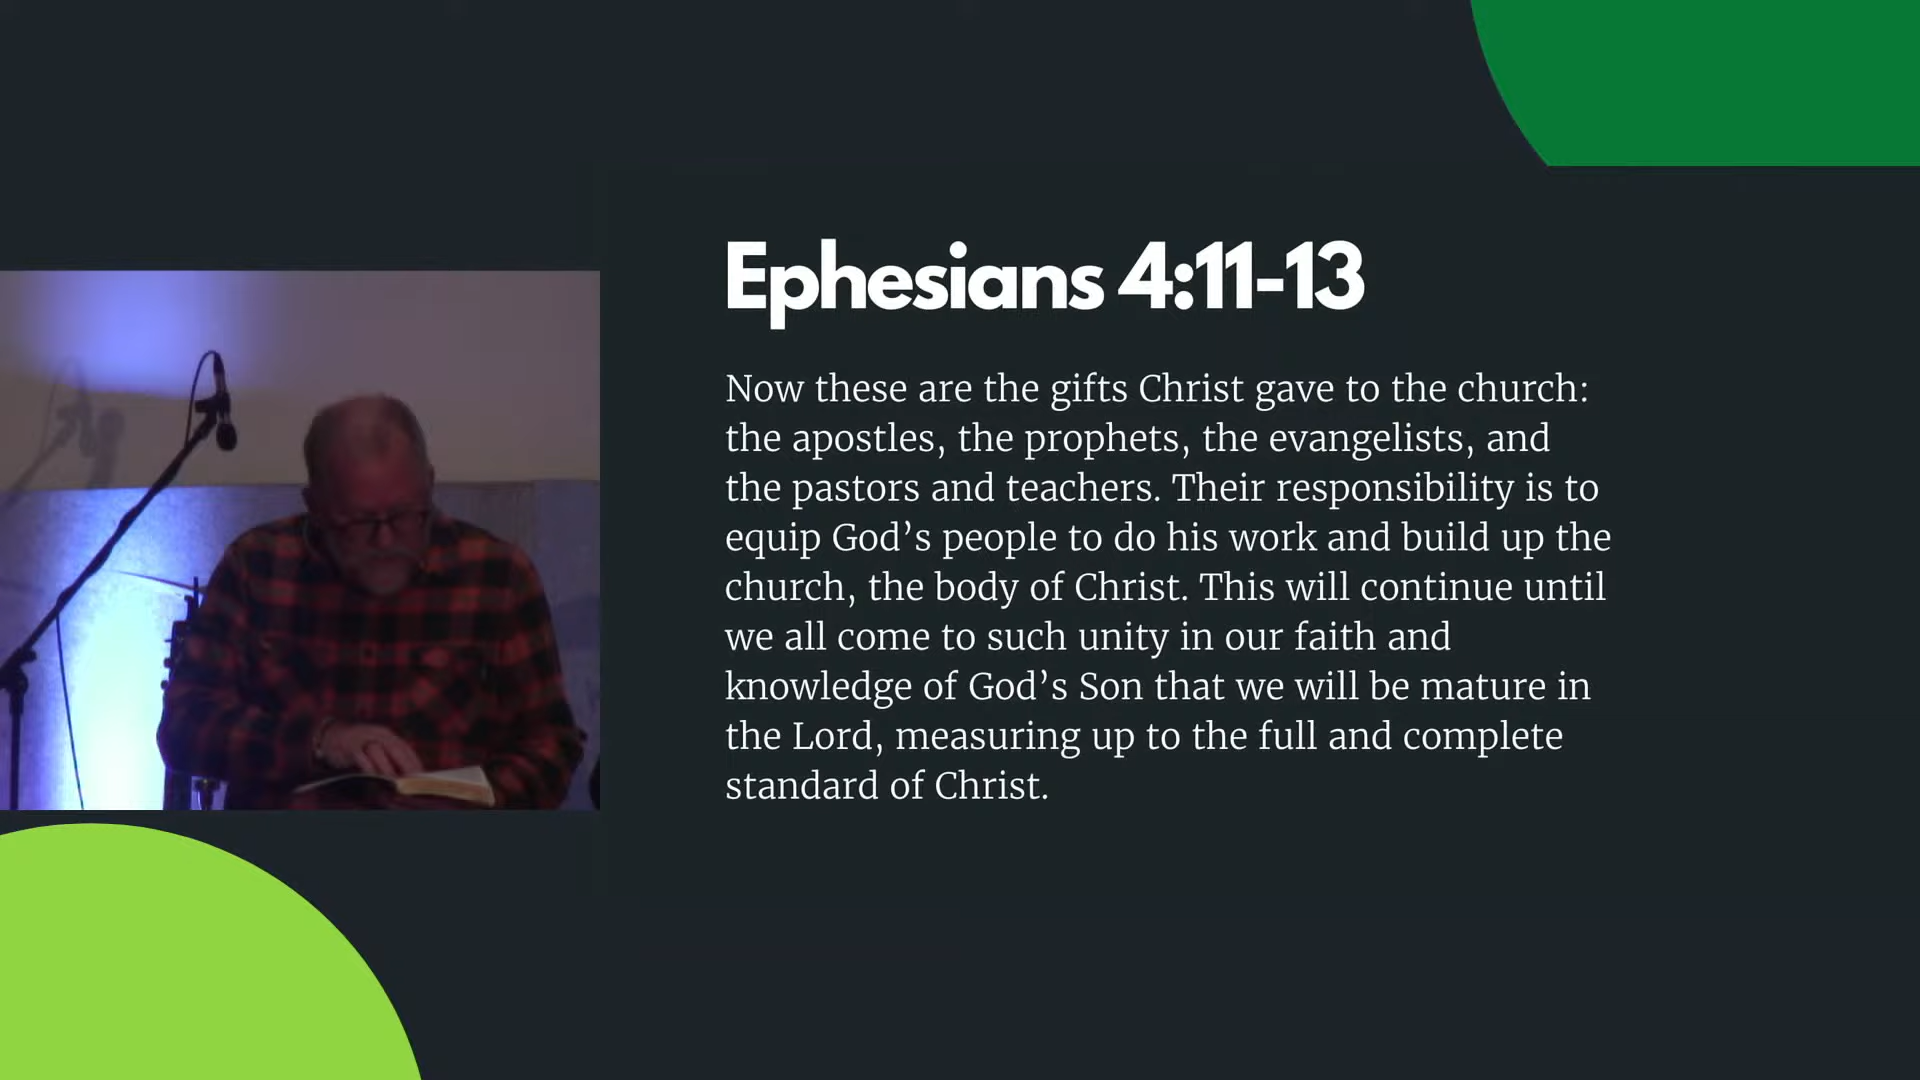 Ephesians 4:11-13
Now these are the gifts Christ gave to the church:
the apostles, the prophets, the evangelists, and
the pastors and teachers. Their responsibility is to
equip God’s people to do his work and build up the
church, the body of Christ. This will continue until
we all come to such unity in our faith and
knowledge of God’s Son that we will be mature in
the Lord, measuring up to the full and complete
standard of Christ.